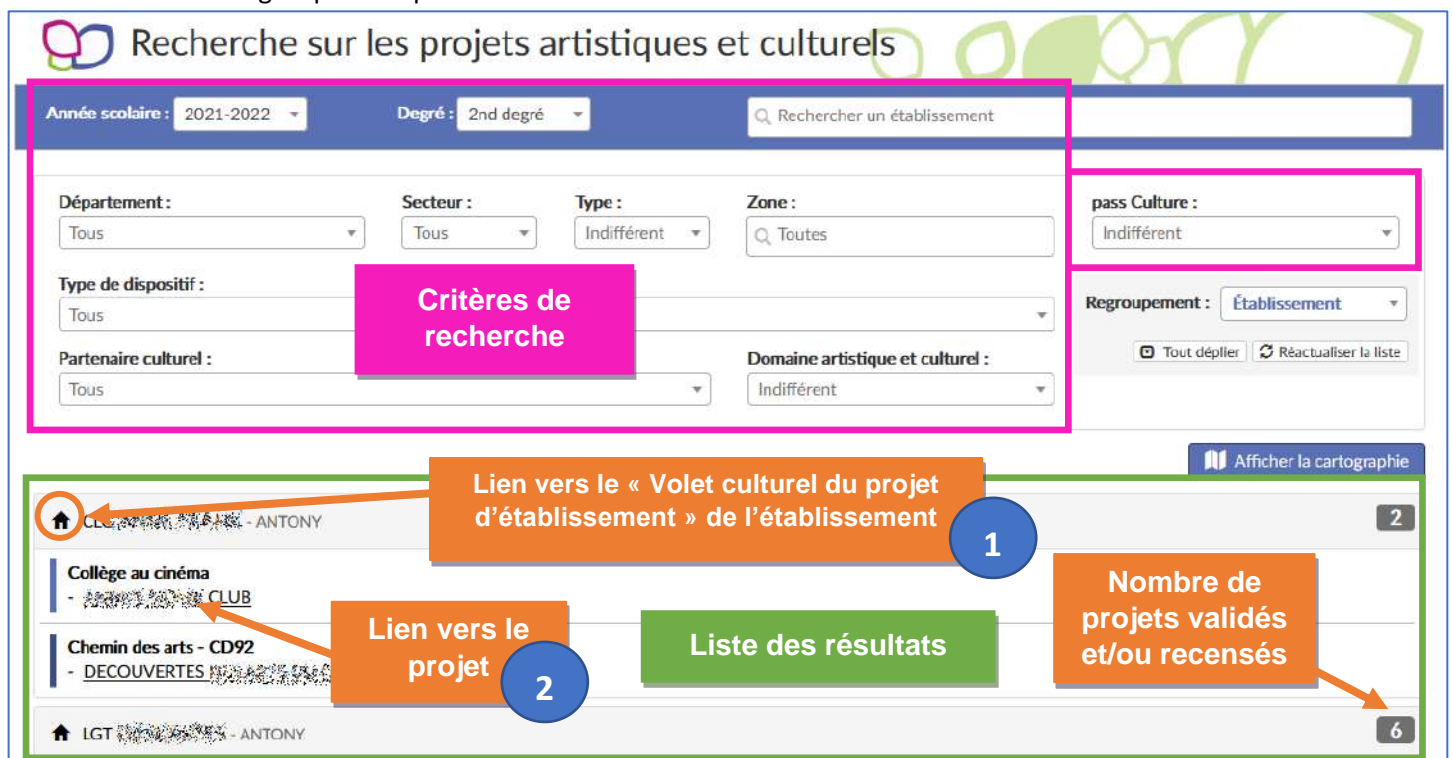 Recherche sur les projets artistiques et culturels
Année scolaire : 2021-2022 Degré : 2nd degré Rechercher un établissement
Département : Secteur : Type : Zone : pass Culture :
Tous Tous Indifférent Toutes Indifférent
Type de dispositif :
Tous
Critères de
recherche
Regroupement : Établissement
Tout déplier Réactualiser la liste
Partenaire culturel : Domaine artistique et culturel :
Tous Indifférent
Afficher la cartographie
Lien vers le « Volet culturel du projet
d'établissement » de l'établissement
1
CLG - ANTONY 2
Collège au cinéma
- CLUB
Lien vers le
projet
2
Liste des résultats
Nombre de
projets validés
et/ou recensés
Chemin des arts - CD92
- DECOUVERTES
LGT - ANTONY 6